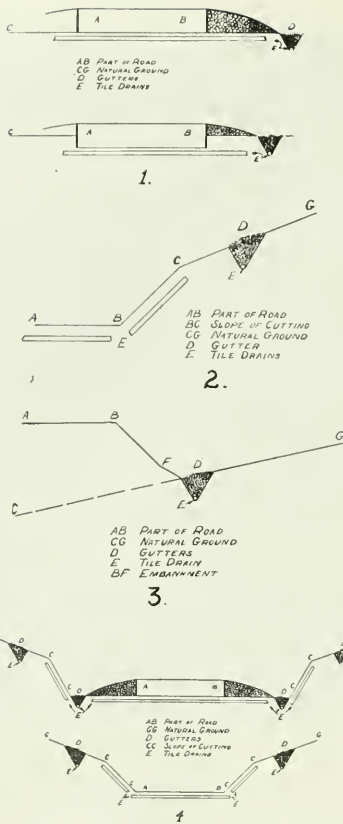 C A B D
E
AB PART OF ROAD
CG NATURAL GROUND
D GUTTERS
E TILE DRAINS
C A B
E
1.
G
D
C
E
A B
E
AB PART OF ROAD
BC SLOPE OF CUTTING
CG NATURAL GROUND
D GUTTER
E TILE DRAINS
2.
A B
G
F D
E
C
AB PART OF ROAD
CG NATURAL GROUND
D GUTTERS
E TILE DRAIN
BF EMBANKMENT
3.
G
D C C D
E E
D A B D
E E
AB PART OF ROAD
CG NATURAL GROUND
D GUTTERS
CC SLOPE OF CUTTING
E TILE DRAINS
G G
D D
C C
E E
C A B C
E E
4